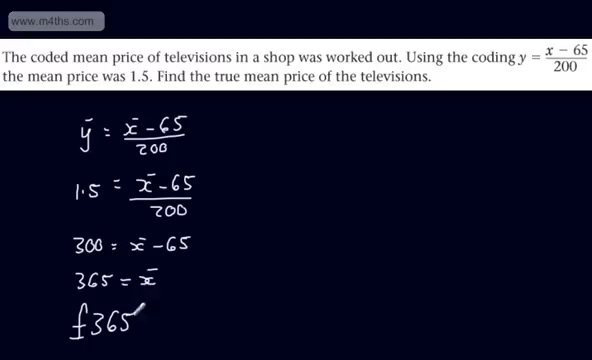 www.m4ths.com
The coded mean price of televisions in a shop was worked out. Using the coding y = (x − 65)/200
the mean price was 1.5. Find the true mean price of the televisions.
ȳ = (x̄ − 65)/200
1.5 = (x̄ − 65)/200
300 = x̄ − 65
365 = x̄
£365